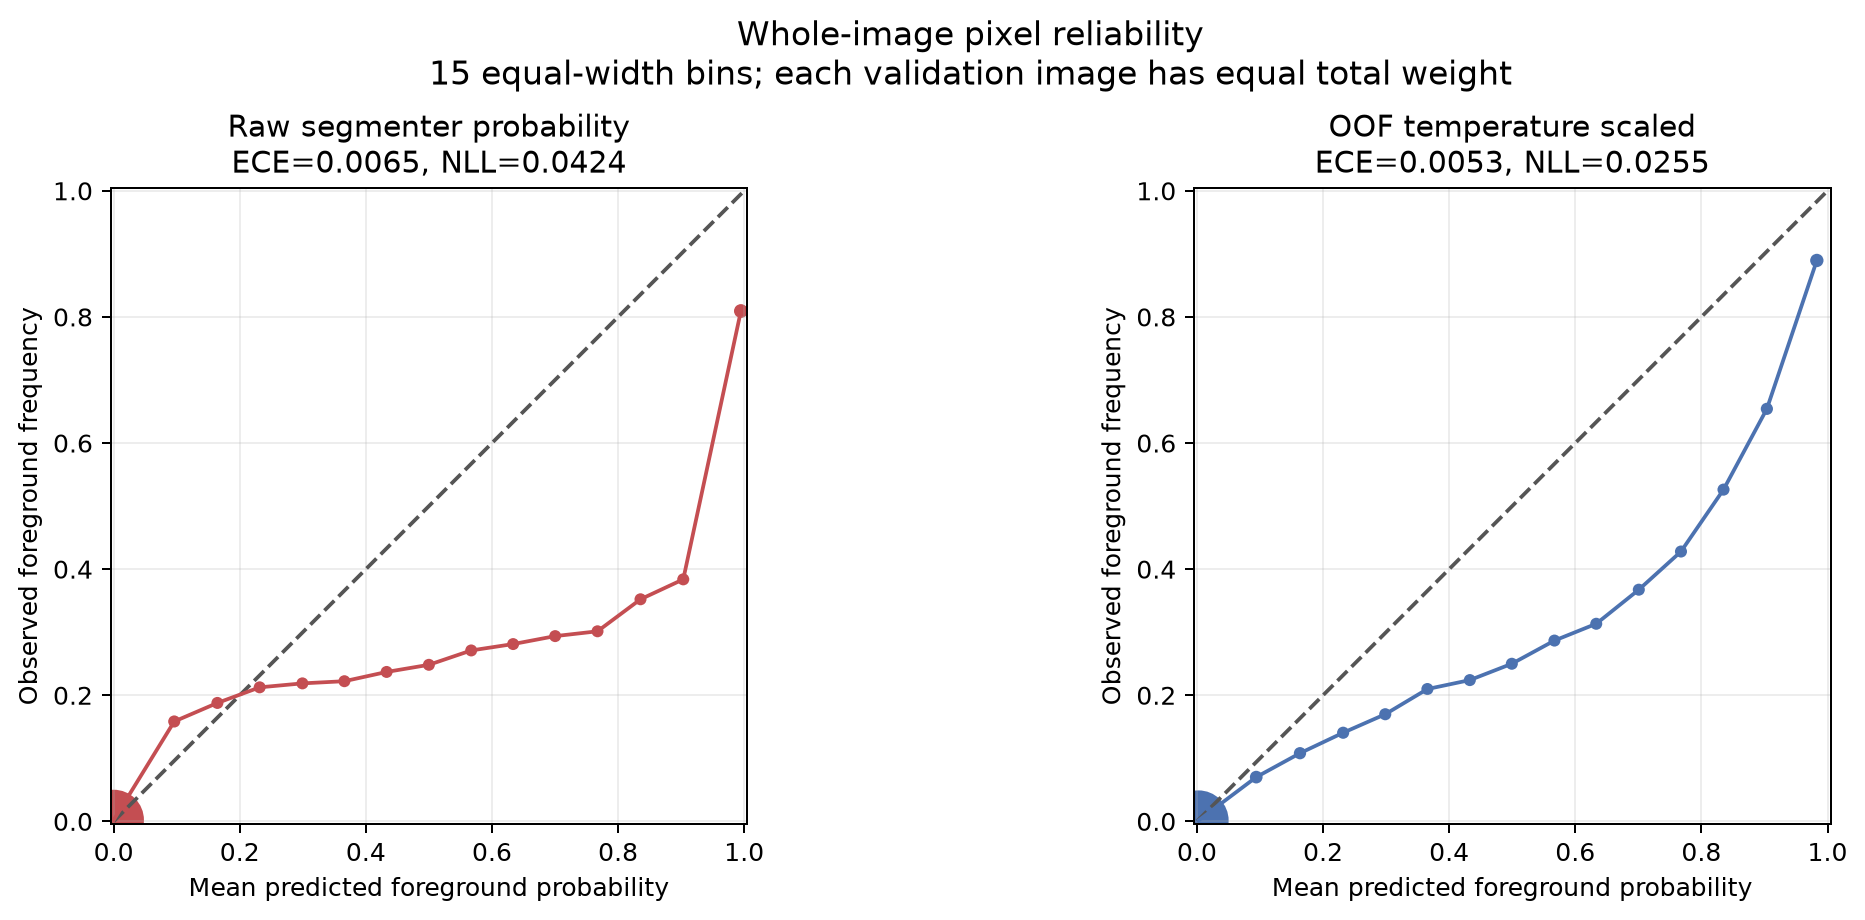 Whole-image pixel reliability
15 equal-width bins; each validation image has equal total weight
Raw segmenter probability
ECE=0.0065, NLL=0.0424
1.0
0.8
0.6
0.4
0.2
0.0
Observed foreground frequency
0.0 0.2 0.4 0.6 0.8 1.0
Mean predicted foreground probability
OOF temperature scaled
ECE=0.0053, NLL=0.0255
1.0
0.8
0.6
0.4
0.2
0.0
Observed foreground frequency
0.0 0.2 0.4 0.6 0.8 1.0
Mean predicted foreground probability